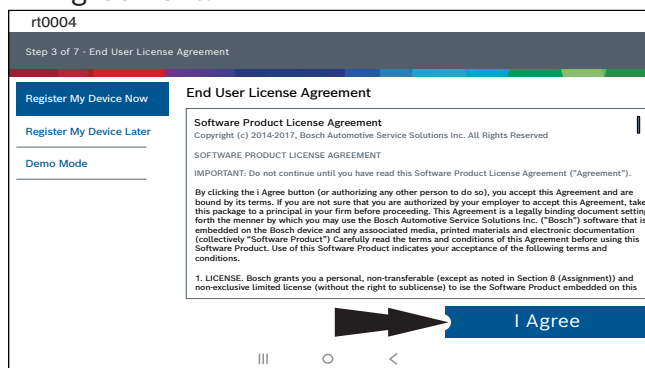 rt0004
Step 3 of 7 - End User License Agreement
Register My Device Now
Register My Device Later
Demo Mode
End User License Agreement
Software Product License Agreement
Copyright (c) 2014-2017, Bosch Automotive Service Solutions Inc. All Rights Reserved
SOFTWARE PRODUCT LICENSE AGREEMENT
IMPORTANT: Do not continue until you have read this Software Product License Agreement ("Agreement").
By clicking the i Agree button (or authorizing any other person to do so), you accept this Agreement and are
bound by its terms. If you are not sure that you are authorized by your employer to accept this Agreement, take
this package to a principal in your firm before proceeding. This Agreement is a legally binding document setting
forth the manner by which you may use the Bosch Automotive Service Solutions Inc. ("Bosch") software that is
embedded on the Bosch device and any assosociated media, printed materials and electronic documentation
(collectively "Software Product") Carefully read the terms and conditions of this Agreement before using this
Software Product. Use of this Software Product indicates your acceptance of the following terms and
conditions.
1. LICENSE. Bosch grants you a personal, non-transferable (except as noted in Section 8 (Assignment)) and
non-exclusive limited license (without the right to sublicense) to ise the Software Product embedded on this
I Agree